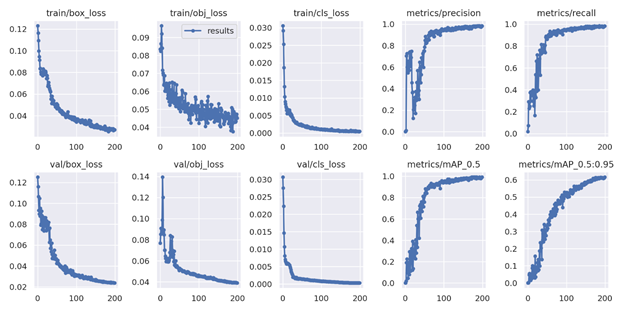 train/box_loss
0.12
0.10
0.08
0.06
0.04
0 100 200
train/obj_loss
results
0.09
0.08
0.07
0.06
0.05
0.04
0 100 200
train/cls_loss
0.030
0.025
0.020
0.015
0.010
0.005
0.000
0 100 200
metrics/precision
1.0
0.8
0.6
0.4
0.2
0.0
0 100 200
metrics/recall
1.0
0.8
0.6
0.4
0.2
0.0
0 100 200
val/box_loss
0.12
0.10
0.08
0.06
0.04
0.02
0 100 200
val/obj_loss
0.14
0.12
0.10
0.08
0.06
0.04
0 100 200
val/cls_loss
0.030
0.025
0.020
0.015
0.010
0.005
0.000
0 100 200
metrics/mAP_0.5
1.0
0.8
0.6
0.4
0.2
0.0
0 100 200
metrics/mAP_0.5:0.95
0.6
0.4
0.2
0.0
0 100 200